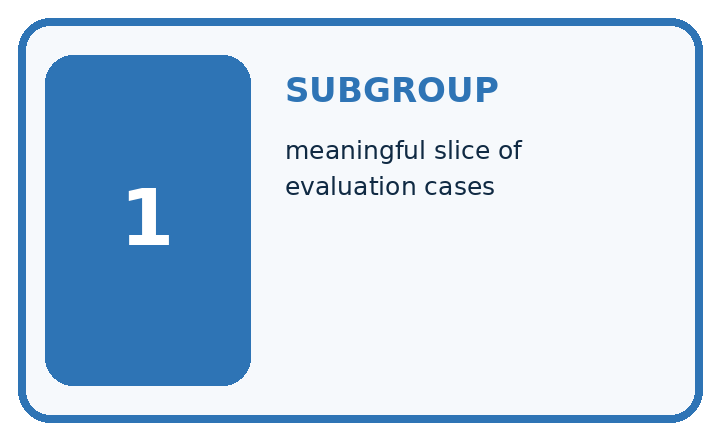 1
SUBGROUP
meaningful slice of
evaluation cases